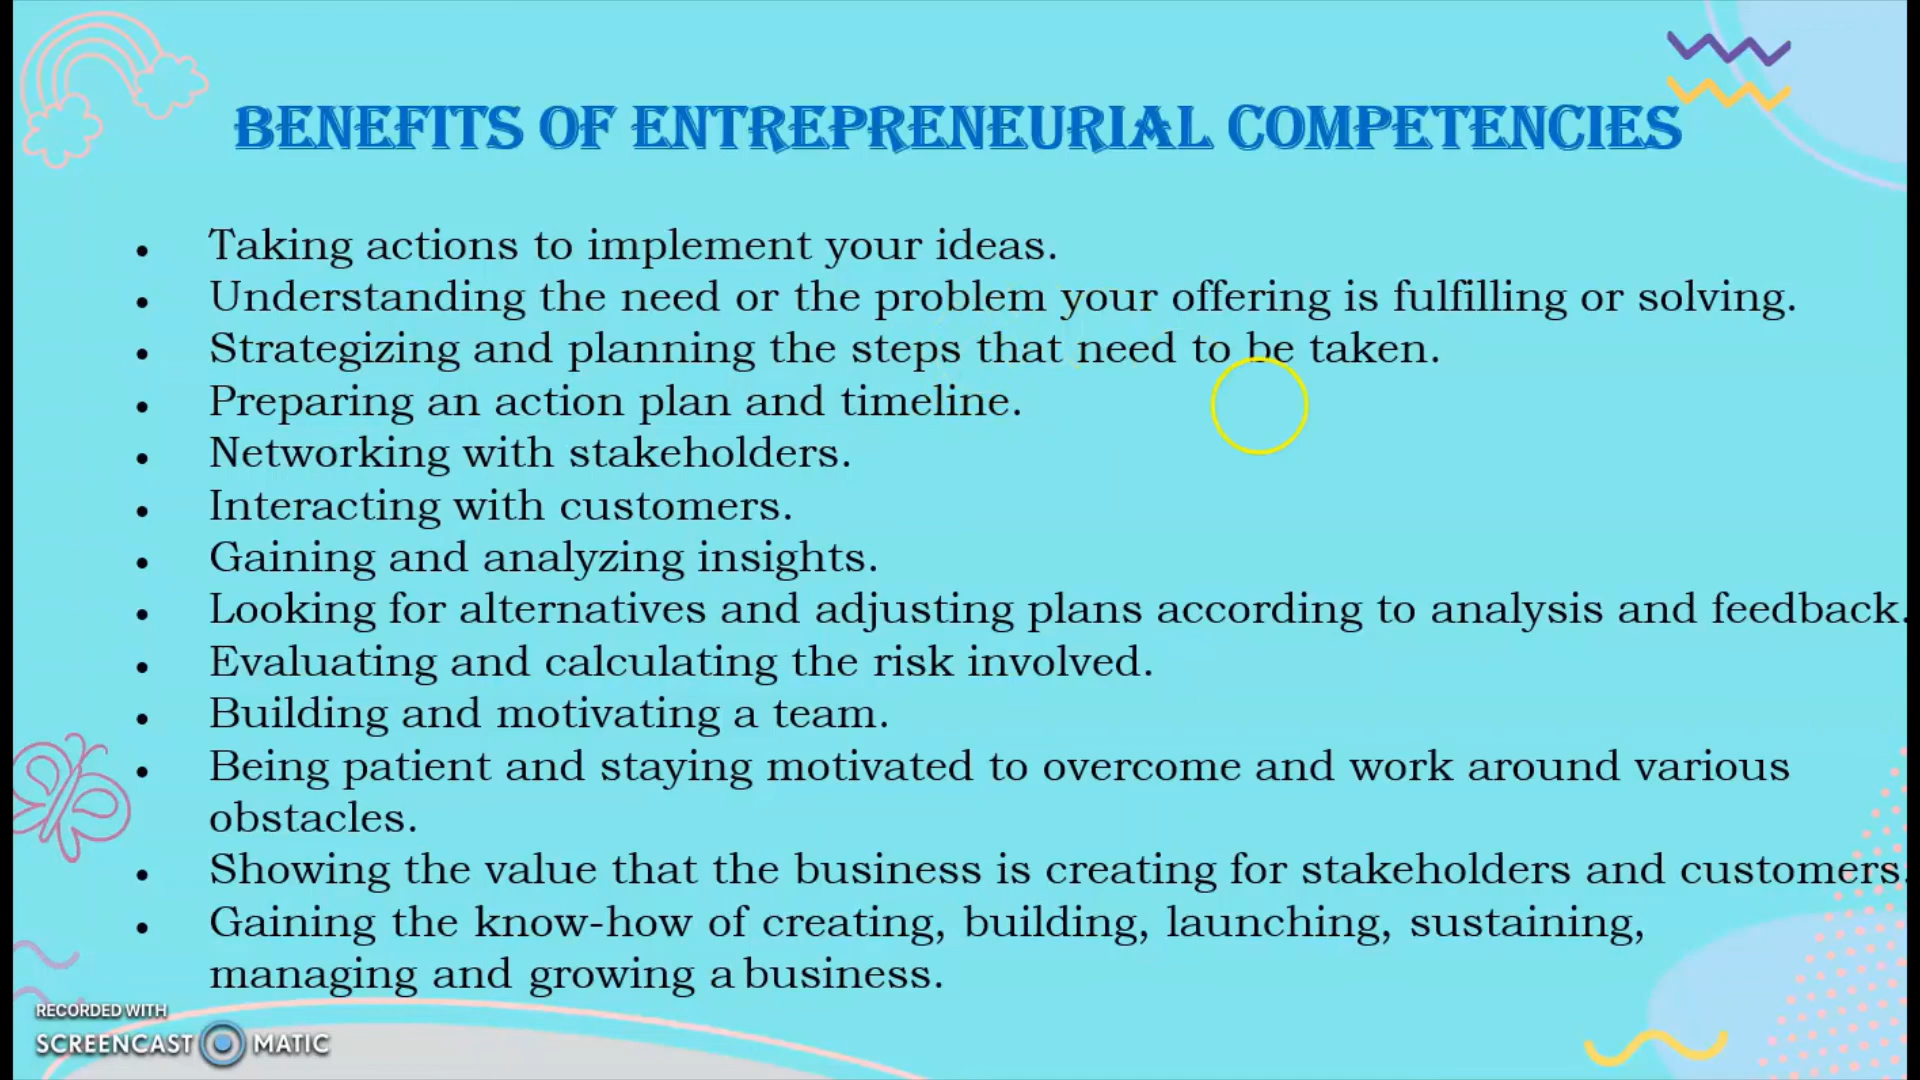 BENEFITS OF ENTREPRENEURIAL COMPETENCIES
• Taking actions to implement your ideas.
• Understanding the need or the problem your offering is fulfilling or solving.
• Strategizing and planning the steps that need to be taken.
• Preparing an action plan and timeline.
• Networking with stakeholders.
• Interacting with customers.
• Gaining and analyzing insights.
• Looking for alternatives and adjusting plans according to analysis and feedback.
• Evaluating and calculating the risk involved.
• Building and motivating a team.
• Being patient and staying motivated to overcome and work around various
obstacles.
• Showing the value that the business is creating for stakeholders and customers.
• Gaining the know-how of creating, building, launching, sustaining,
managing and growing a business.
RECORDED WITH
SCREENCAST MATIC